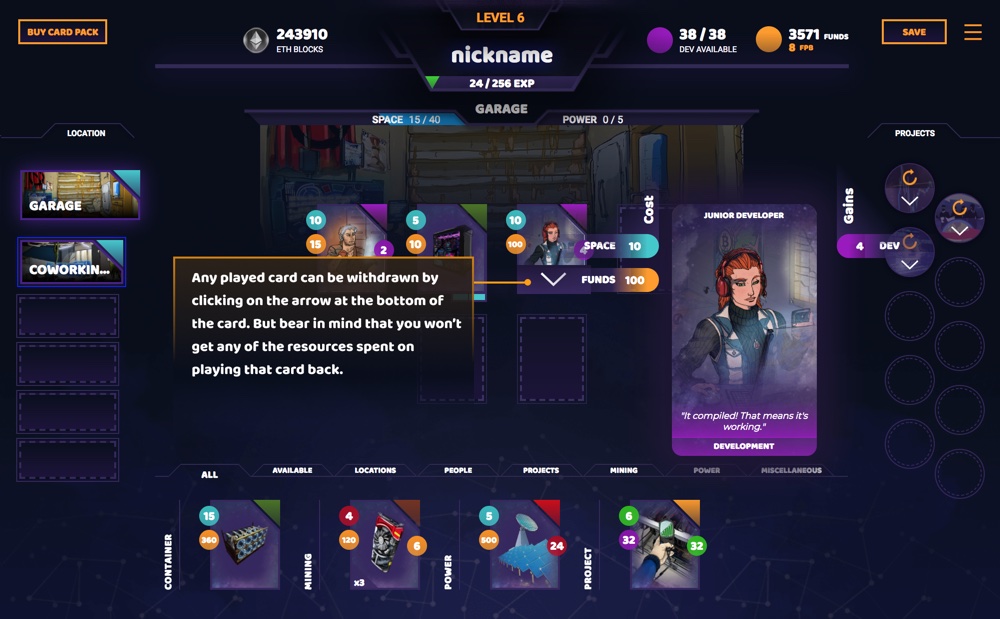 BUY CARD PACK
243910
ETH BLOCKS
LEVEL 6
nickname
24 / 256 EXP
38 / 38
DEV AVAILABLE
3571 FUNDS
8 FPB
SAVE
GARAGE
SPACE 15 / 40
POWER 0 / 5
LOCATION
GARAGE
COWORKIN...
PROJECTS
10
15
2
5
10
10
100
Cost
SPACE 10
FUNDS 100
JUNIOR DEVELOPER
"It compiled! That means it's
working."
DEVELOPMENT
Gains
4 DEV
Any played card can be withdrawn by
clicking on the arrow at the bottom of
the card. But bear in mind that you won't
get any of the resources spent on
playing that card back.
ALL
AVAILABLE
LOCATIONS
PEOPLE
PROJECTS
MINING
POWER
MISCELLANEOUS
CONTAINER
15
360
MINING
4
120
6
x3
POWER
5
500
24
PROJECT
6
32
32